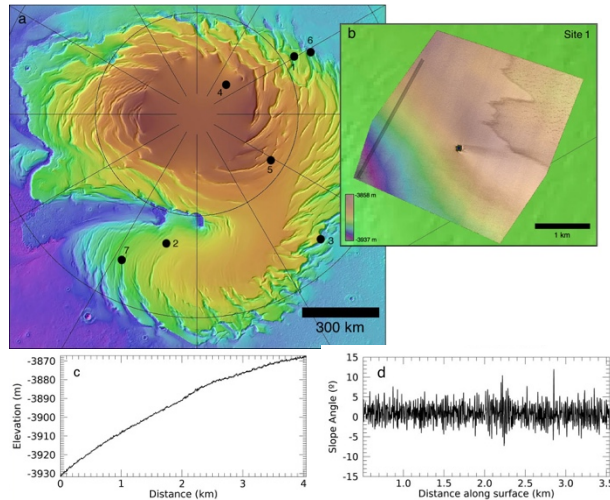 a
6
1
4
5
2
7
3
300 km
b
Site 1
-3858 m
-3937 m
1 km
c
-3870
-3880
-3890
-3900
-3910
-3920
-3930
Elevation (m)
0
1
2
3
4
Distance (km)
d
15
10
5
0
-5
-10
-15
Slope Angle (º)
1.0
1.5
2.0
2.5
3.0
3.5
Distance along surface (km)